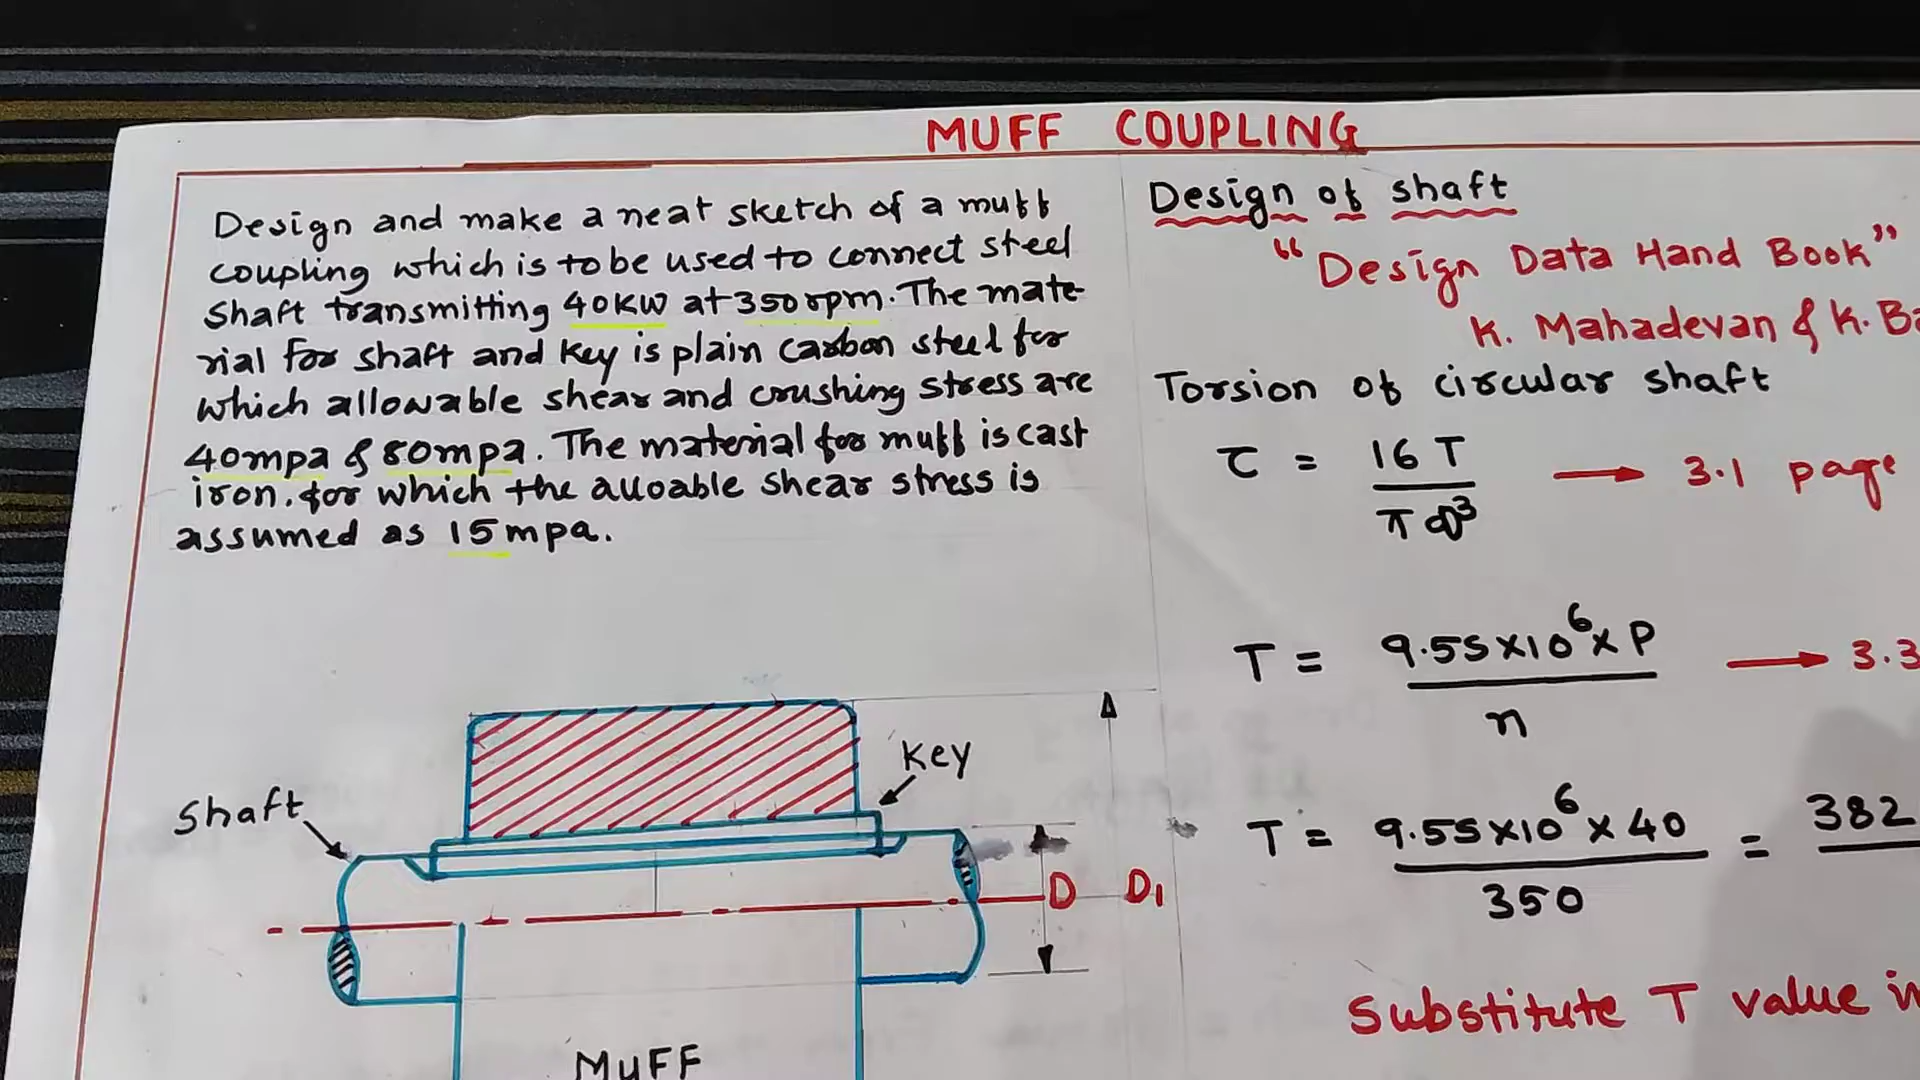 MUFF COUPLING
Design and make a neat sketch of a muff
coupling which is to be used to connect steel
shaft transmitting 40KW at 350rpm. The mate-
rial for shaft and key is plain carbon steel for
which allowable shear and crushing stress are
40mpa & 80mpa. The material for muff is cast
iron. for which the alloable shear stress is
assumed as 15mpa.
Shaft
Key
D D₁
MUFF
Design of shaft
"Design Data Hand Book"
K. Mahadevan & K. Ba
Torsion of circular shaft
τ = 16 T / π D³ → 3.1 page
T = 9.55×10⁶×P / n → 3.3
T = 9.55×10⁶×40 / 350 = 382
Substitute T value in